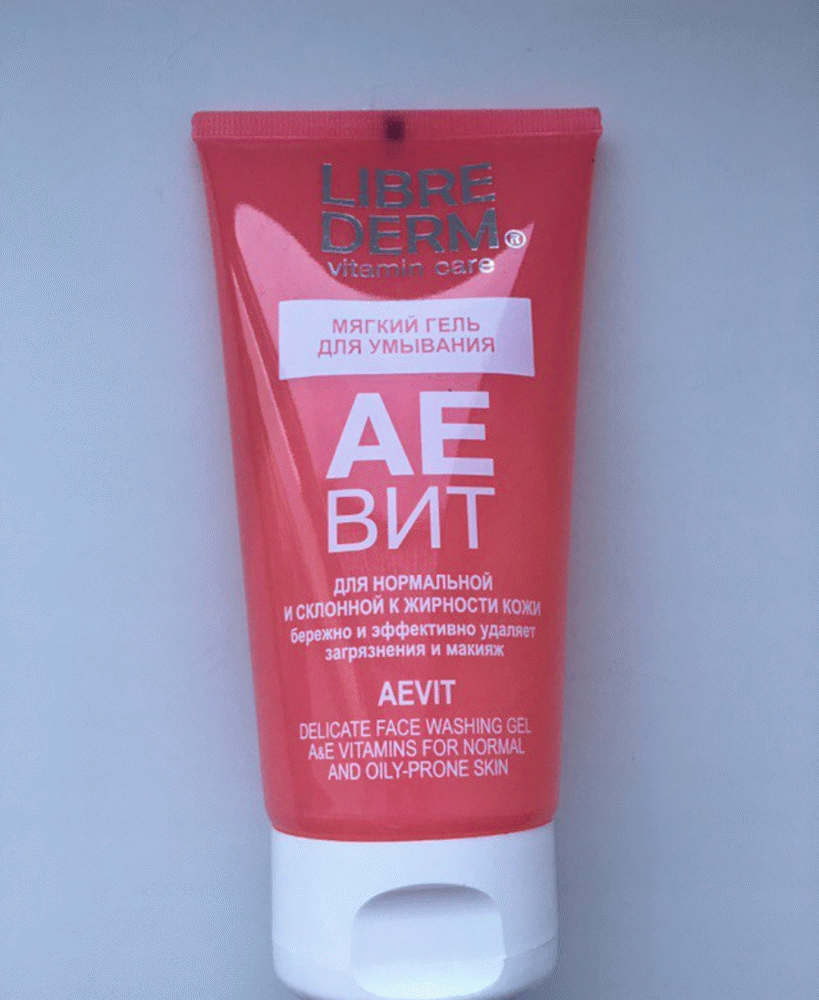 LIBRE
DERM®
vitamin care
МЯГКИЙ ГЕЛЬ
ДЛЯ УМЫВАНИЯ
АЕ
ВИТ
ДЛЯ НОРМАЛЬНОЙ
И СКЛОННОЙ К ЖИРНОСТИ КОЖИ
бережно и эффективно удаляет
загрязнения и макияж
AEVIT
DELICATE FACE WASHING GEL
A&E VITAMINS FOR NORMAL
AND OILY-PRONE SKIN